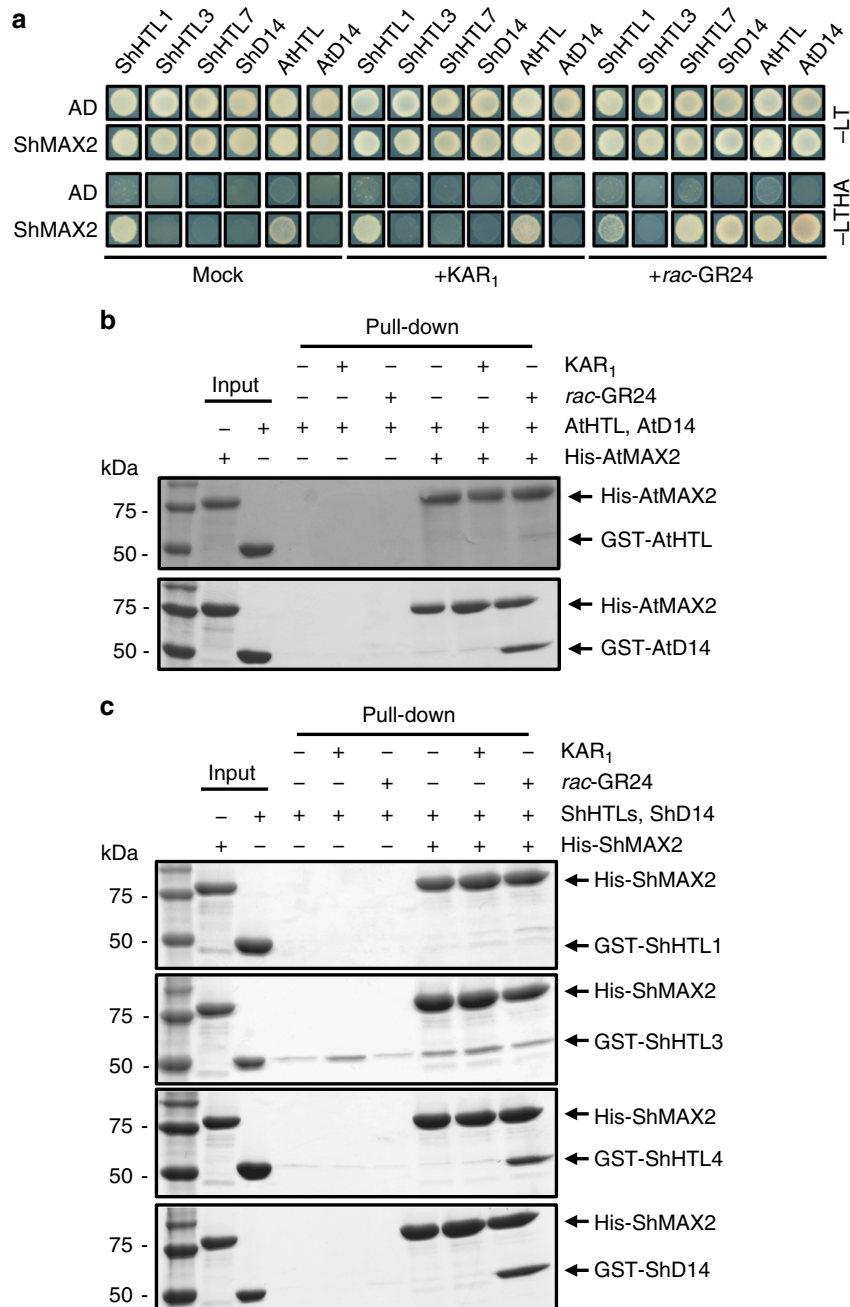 a
ShHTL1 ShHTL3 ShHTL7 ShD14 AtHTL AtD14 ShHTL1 ShHTL3 ShHTL7 ShD14 AtHTL AtD14 ShHTL1 ShHTL3 ShHTL7 ShD14 AtHTL AtD14
AD
ShMAX2
–LT
AD
ShMAX2
–LTHA
Mock +KAR1 +rac-GR24
b
Pull-down
Input
– + – – + – KAR1
– – + – – + rac-GR24
– + + + + + + + AtHTL, AtD14
+ – – – – + + + His-AtMAX2
kDa
75 - His-AtMAX2
50 - GST-AtHTL
75 - His-AtMAX2
50 - GST-AtD14
c
Pull-down
Input
– + – – + – KAR1
– – + – – + rac-GR24
– + + + + + + + ShHTLs, ShD14
+ – – – – + + + His-ShMAX2
kDa
75 - His-ShMAX2
50 - GST-ShHTL1
75 - His-ShMAX2
50 - GST-ShHTL3
75 - His-ShMAX2
50 - GST-ShHTL4
75 - His-ShMAX2
50 - GST-ShD14